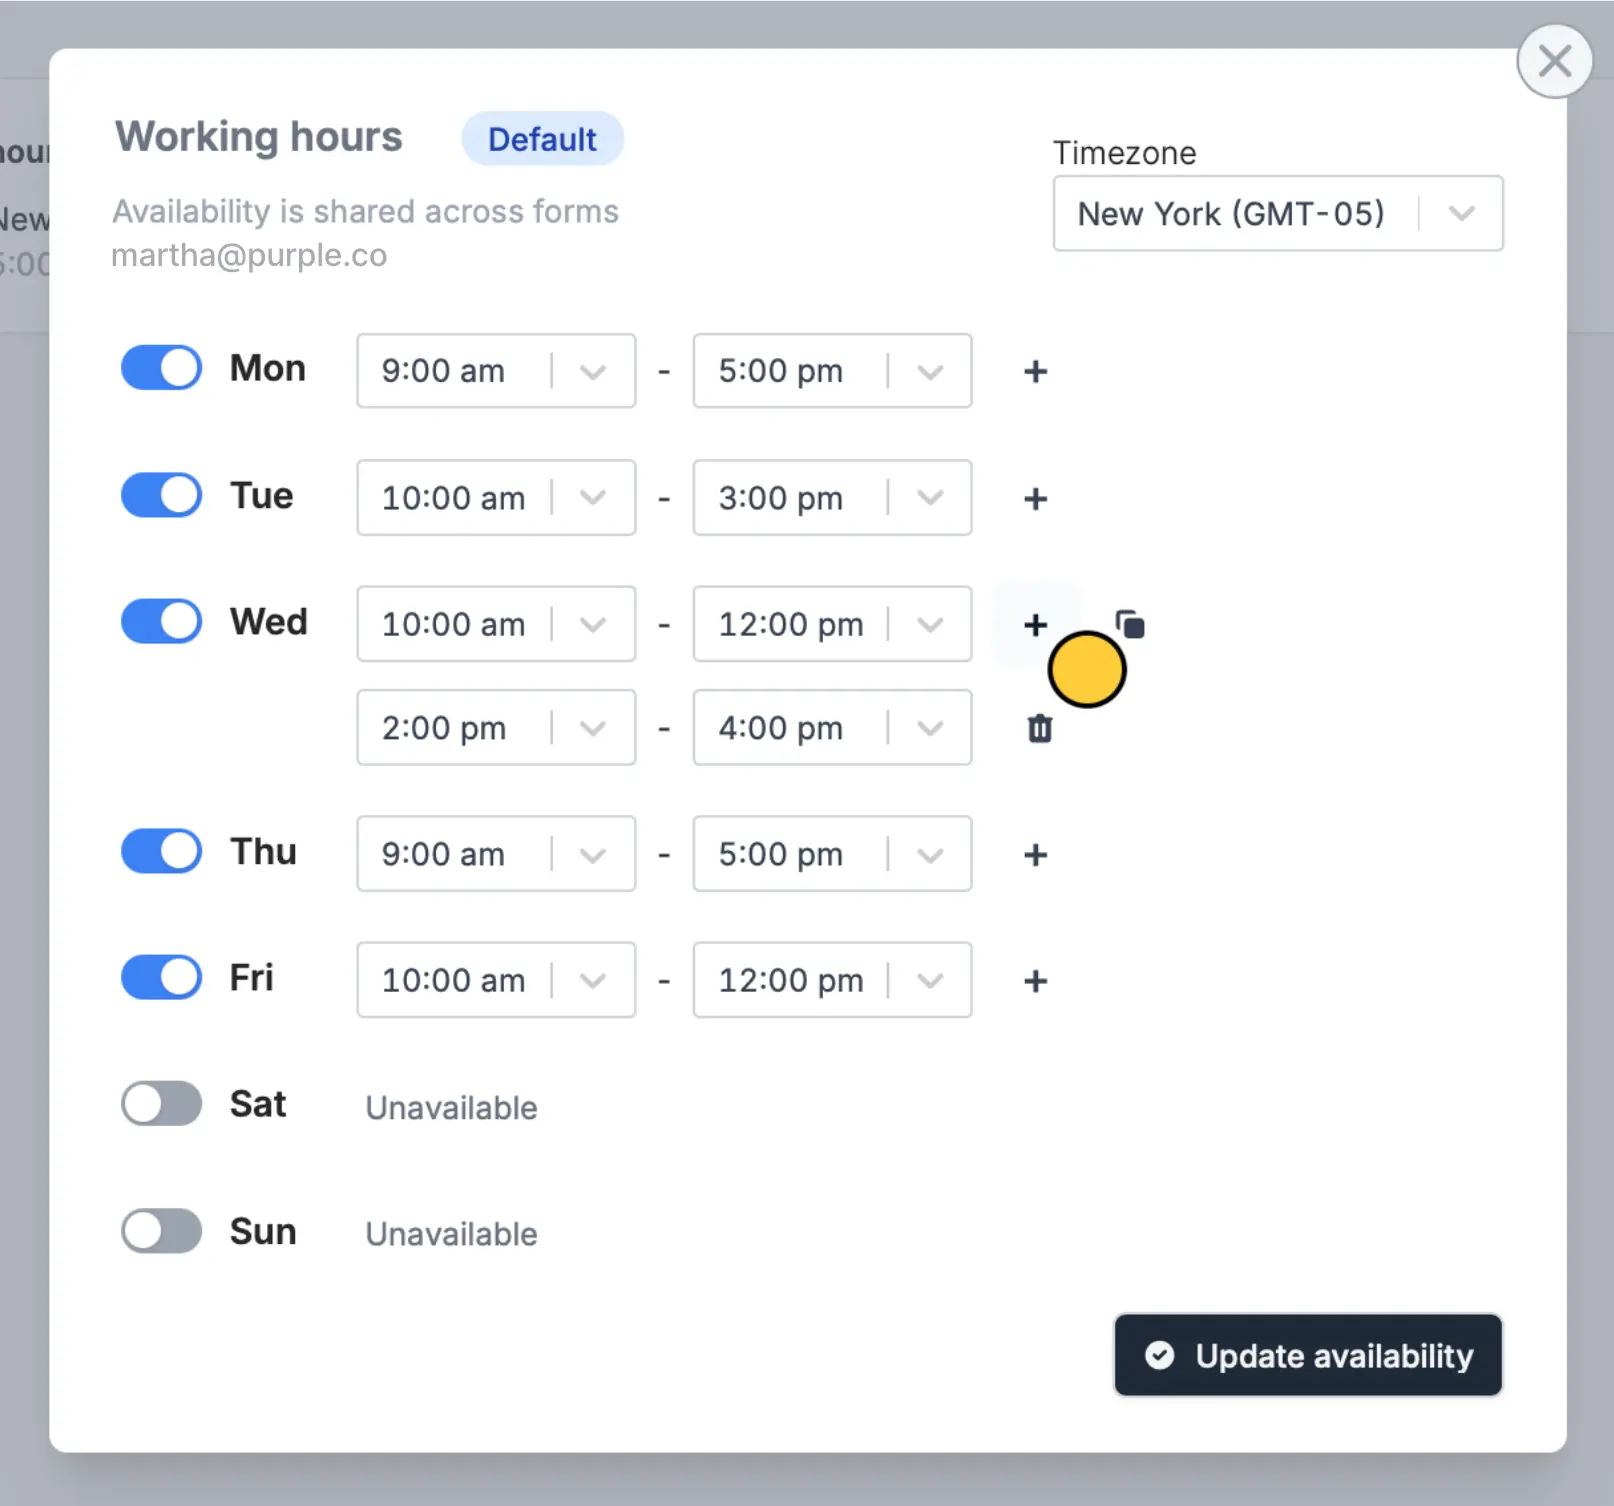 Working hours
Default
Timezone
Availability is shared across forms
New York (GMT-05)
martha@purple.co
Mon 9:00 am - 5:00 pm +
Tue 10:00 am - 3:00 pm +
Wed 10:00 am - 12:00 pm +
2:00 pm - 4:00 pm
Thu 9:00 am - 5:00 pm +
Fri 10:00 am - 12:00 pm +
Sat Unavailable
Sun Unavailable
Update availability
New